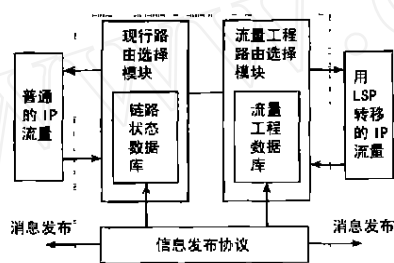 现行路
由选择
模块
流量工程
路由选择
模块
普通
的 IP
流量
链路
状态
数据
库
流量
工程
数据
库
用
LSP
转移
的 IP
流量
消息发布
消息发布
信息发布协议